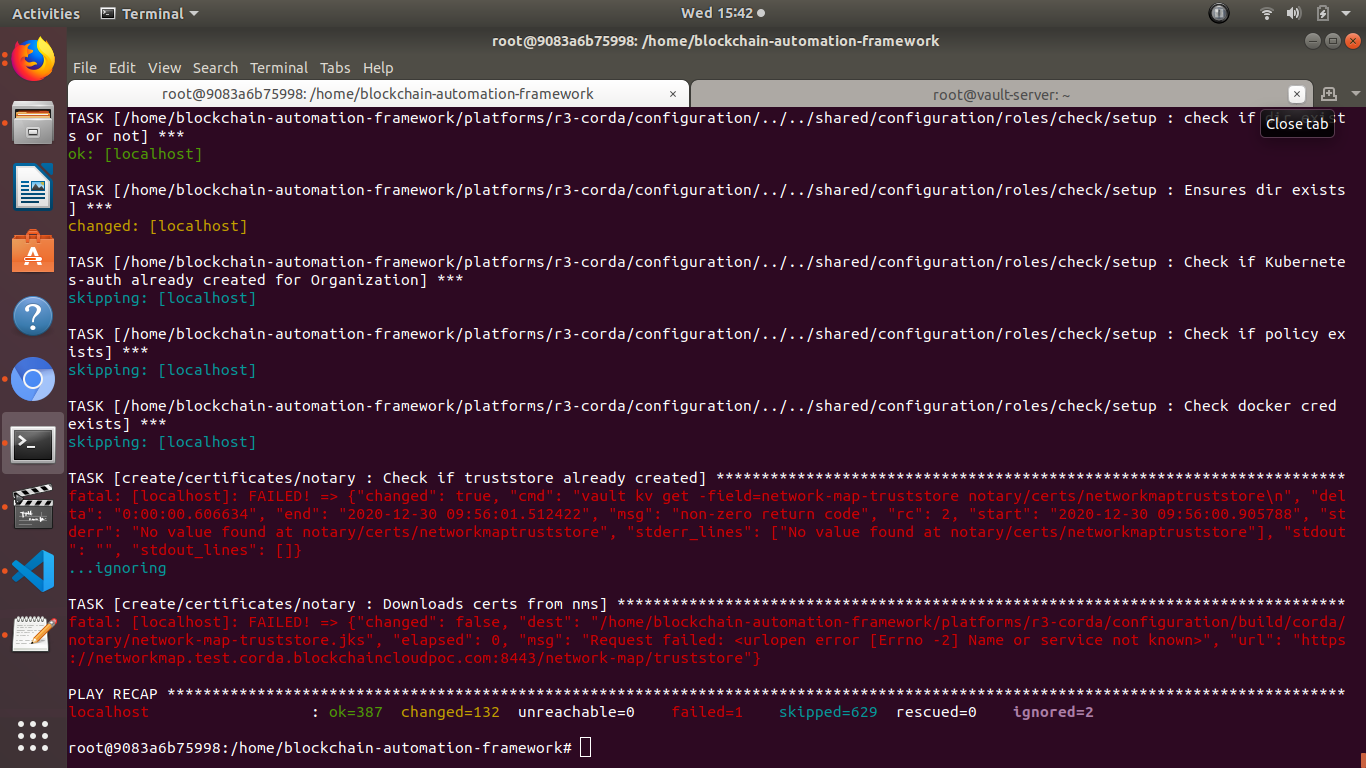 Activities Terminal Wed 15:42
root@9083a6b75998: /home/blockchain-automation-framework
File Edit View Search Terminal Tabs Help
root@9083a6b75998: /home/blockchain-automation-framework × root@vault-server: ~ ×
Close tab
TASK [/home/blockchain-automation-framework/platforms/r3-corda/configuration/../../shared/configuration/roles/check/setup : check if dir exist
s or not] ***
ok: [localhost]
TASK [/home/blockchain-automation-framework/platforms/r3-corda/configuration/../../shared/configuration/roles/check/setup : Ensures dir exists
] ***
changed: [localhost]
TASK [/home/blockchain-automation-framework/platforms/r3-corda/configuration/../../shared/configuration/roles/check/setup : Check if Kubernete
s-auth already created for Organization] ***
skipping: [localhost]
TASK [/home/blockchain-automation-framework/platforms/r3-corda/configuration/../../shared/configuration/roles/check/setup : Check if policy ex
ists] ***
skipping: [localhost]
TASK [/home/blockchain-automation-framework/platforms/r3-corda/configuration/../../shared/configuration/roles/check/setup : Check docker cred
exists] ***
skipping: [localhost]
TASK [create/certificates/notary : Check if truststore already created] **********************************************************************
fatal: [localhost]: FAILED! => {"changed": true, "cmd": "vault kv get -field=network-map-truststore notary/certs/networkmaptruststore\n", "del
ta": "0:00:00.606634", "end": "2020-12-30 09:56:01.512422", "msg": "non-zero return code", "rc": 2, "start": "2020-12-30 09:56:00.905788", "st
derr": "No value found at notary/certs/networkmaptruststore", "stderr_lines": ["No value found at notary/certs/networkmaptruststore"], "stdout
": "", "stdout_lines": []}
...ignoring
TASK [create/certificates/notary : Downloads certs from nms] *********************************************************************************
fatal: [localhost]: FAILED! => {"changed": false, "dest": "/home/blockchain-automation-framework/platforms/r3-corda/configuration/build/corda/
notary/network-map-truststore.jks", "elapsed": 0, "msg": "Request failed: <urlopen error [Errno -2] Name or service not known>", "url": "https
://networkmap.test.corda.blockchaincloudpoc.com:8443/network-map/truststore"}
PLAY RECAP ***********************************************************************************************************************************
localhost : ok=387 changed=132 unreachable=0 failed=1 skipped=629 rescued=0 ignored=2
root@9083a6b75998:/home/blockchain-automation-framework#